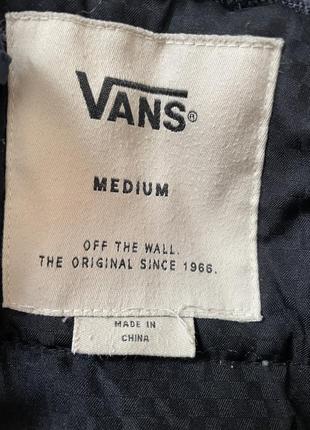 VANS®
MEDIUM
OFF THE WALL.
THE ORIGINAL SINCE 1966.
MADE IN
CHINA